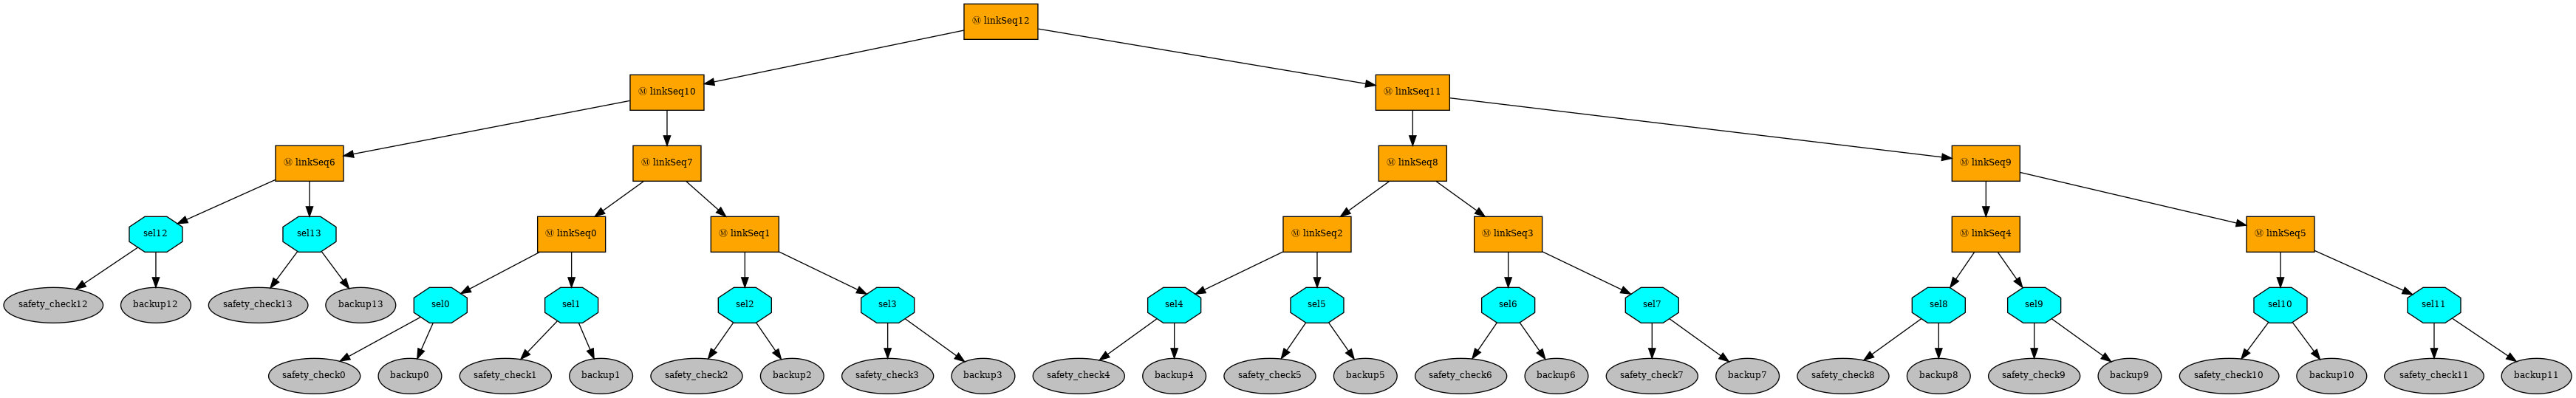 Ⓜ linkSeq12
Ⓜ linkSeq10
Ⓜ linkSeq11
Ⓜ linkSeq6
Ⓜ linkSeq7
Ⓜ linkSeq8
Ⓜ linkSeq9
sel12
sel13
Ⓜ linkSeq0
Ⓜ linkSeq1
Ⓜ linkSeq2
Ⓜ linkSeq3
Ⓜ linkSeq4
Ⓜ linkSeq5
safety_check12
backup12
safety_check13
backup13
sel0
sel1
sel2
sel3
sel4
sel5
sel6
sel7
sel8
sel9
sel10
sel11
safety_check0
backup0
safety_check1
backup1
safety_check2
backup2
safety_check3
backup3
safety_check4
backup4
safety_check5
backup5
safety_check6
backup6
safety_check7
backup7
safety_check8
backup8
safety_check9
backup9
safety_check10
backup10
safety_check11
backup11